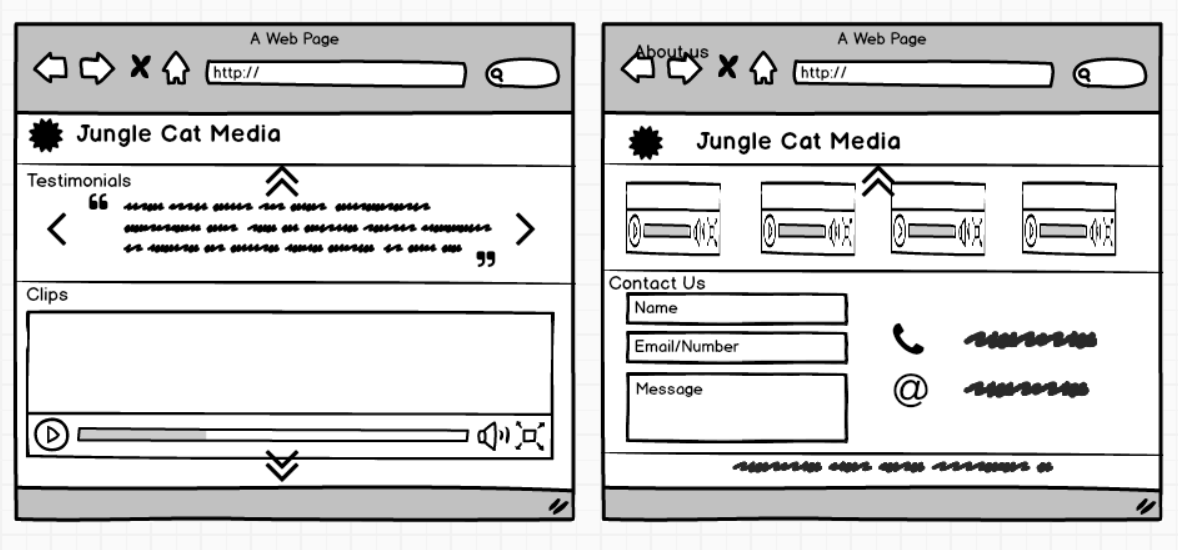 A Web Page
http://
Jungle Cat Media
Testimonials
Clips
A Web Page
About us
http://
Jungle Cat Media
Contact Us
Name
Email/Number
Message
@